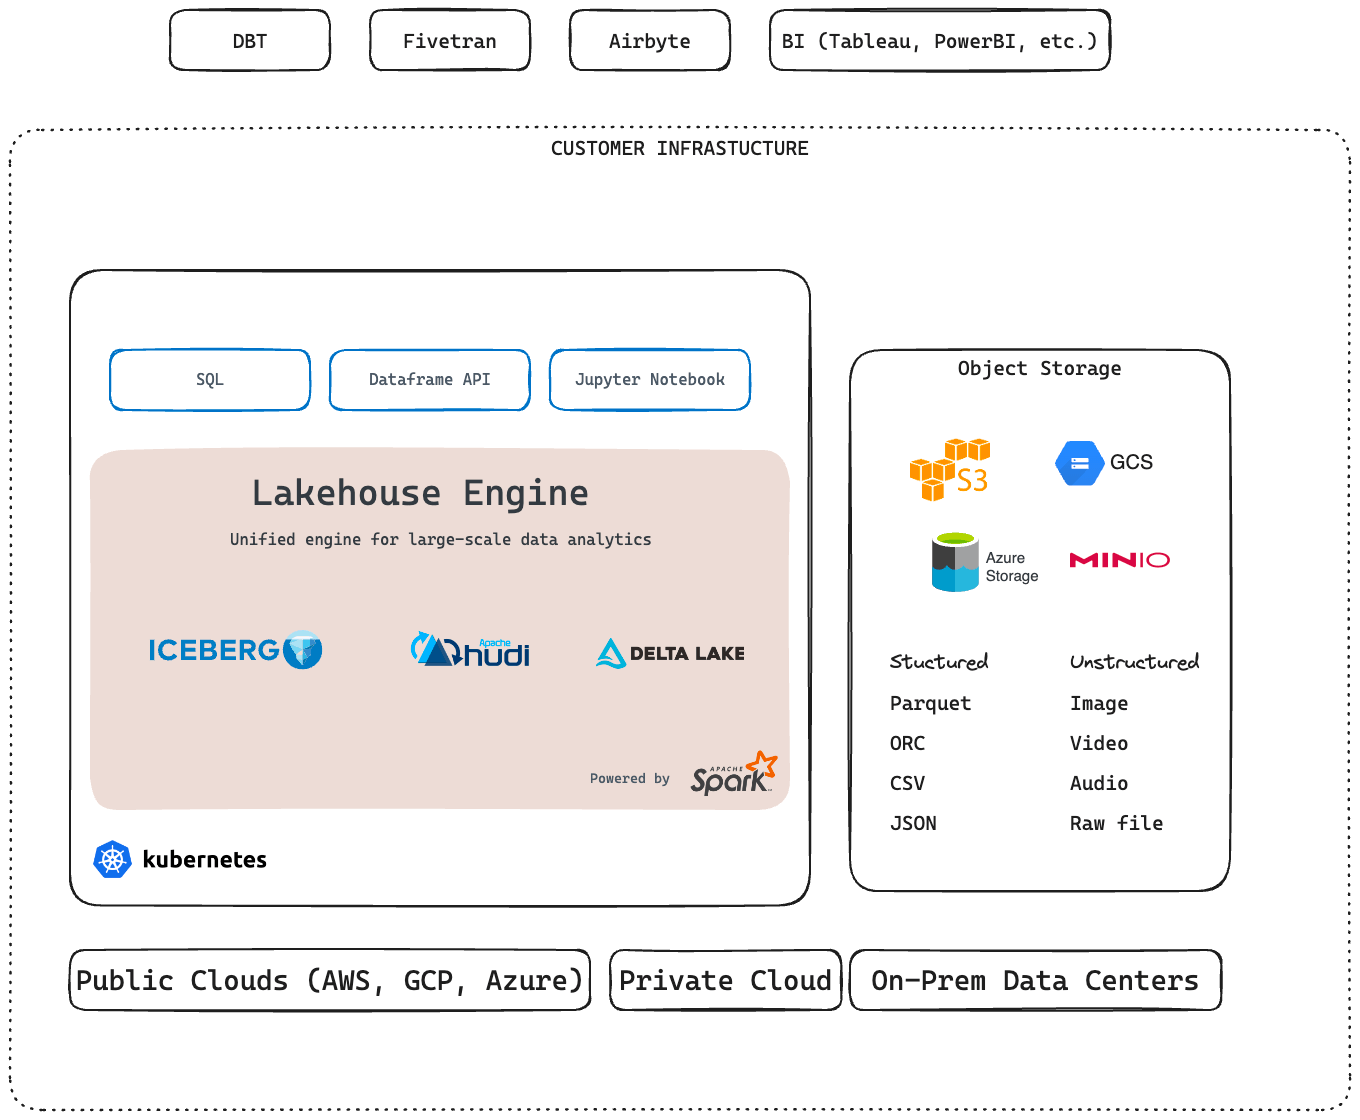 DBT
Fivetran
Airbyte
BI (Tableau, PowerBI, etc.)
CUSTOMER INFRASTUCTURE
SQL
Dataframe API
Jupyter Notebook
Lakehouse Engine
Unified engine for large-scale data analytics
ICEBERG
Apache
hudi
DELTA LAKE
Powered by
APACHE
Spark
kubernetes
Object Storage
S3
GCS
Azure
Storage
MINIO
Stuctured
Unstructured
Parquet
Image
ORC
Video
CSV
Audio
JSON
Raw file
Public Clouds (AWS, GCP, Azure)
Private Cloud
On-Prem Data Centers